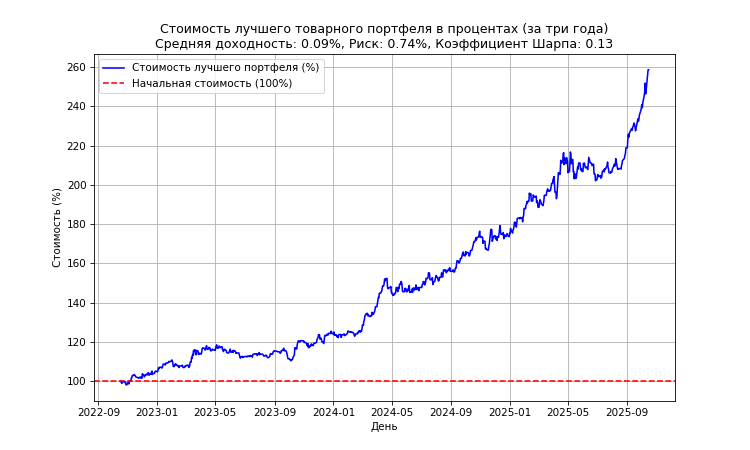 Стоимость лучшего товарного портфеля в процентах (за три года)
Средняя доходность: 0.09%, Риск: 0.74%, Коэффициент Шарпа: 0.13
Стоимость лучшего портфеля (%)
Начальная стоимость (100%)
Стоимость (%)
260
240
220
200
180
160
140
120
100
2022-09 2023-01 2023-05 2023-09 2024-01 2024-05 2024-09 2025-01 2025-05 2025-09
День